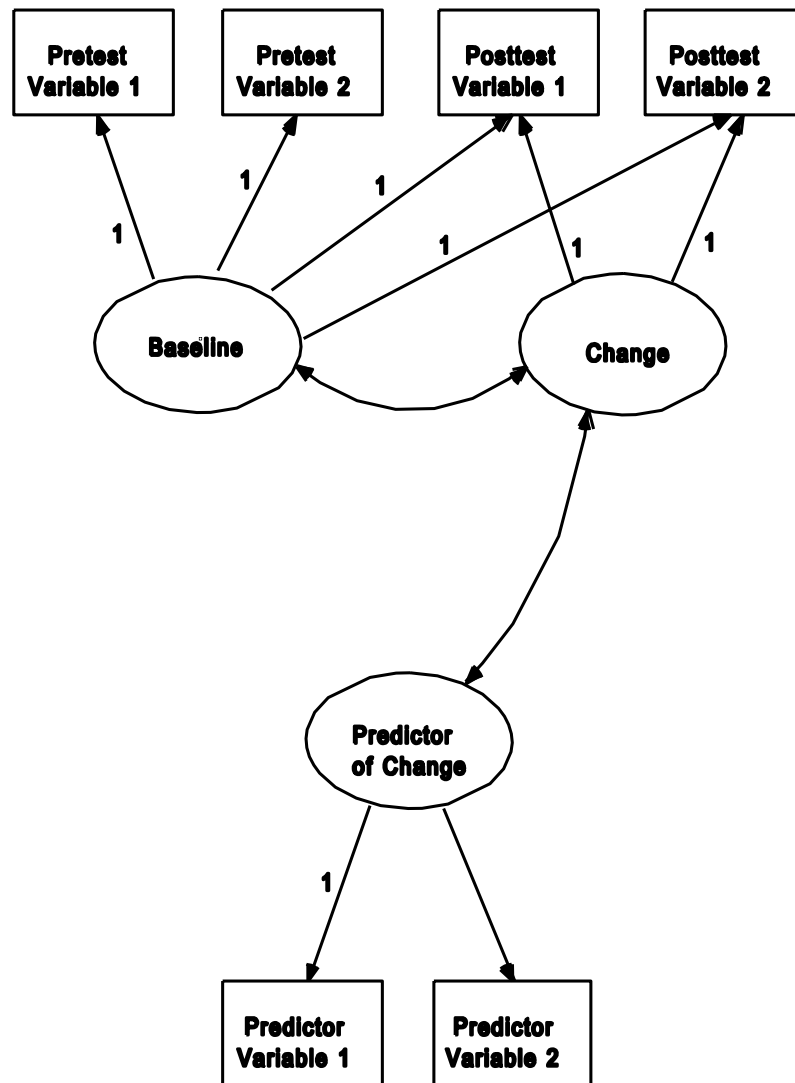 Pretest
Variable 1
Pretest
Variable 2
Posttest
Variable 1
Posttest
Variable 2
1
1
1
1
1
1
Baseline
Change
Predictor
of Change
1
Predictor
Variable 1
Predictor
Variable 2